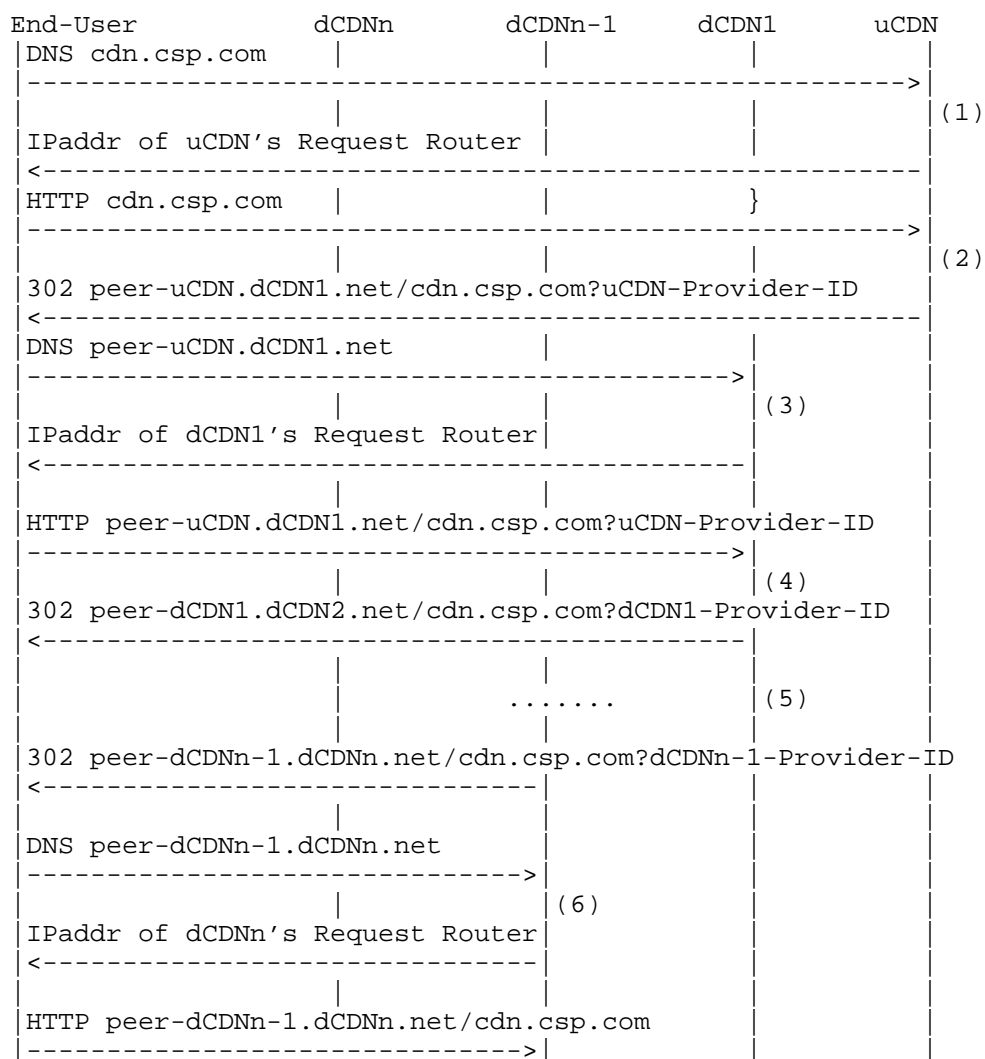 End-User dCDNn dCDNn-1 dCDN1 uCDN
DNS cdn.csp.com
(1)
IPaddr of uCDN's Request Router
HTTP cdn.csp.com }
(2)
302 peer-uCDN.dCDN1.net/cdn.csp.com?uCDN-Provider-ID
DNS peer-uCDN.dCDN1.net
(3)
IPaddr of dCDN1's Request Router
HTTP peer-uCDN.dCDN1.net/cdn.csp.com?uCDN-Provider-ID
(4)
302 peer-dCDN1.dCDN2.net/cdn.csp.com?dCDN1-Provider-ID
....... (5)
302 peer-dCDNn-1.dCDNn.net/cdn.csp.com?dCDNn-1-Provider-ID
DNS peer-dCDNn-1.dCDNn.net
(6)
IPaddr of dCDNn's Request Router
HTTP peer-dCDNn-1.dCDNn.net/cdn.csp.com